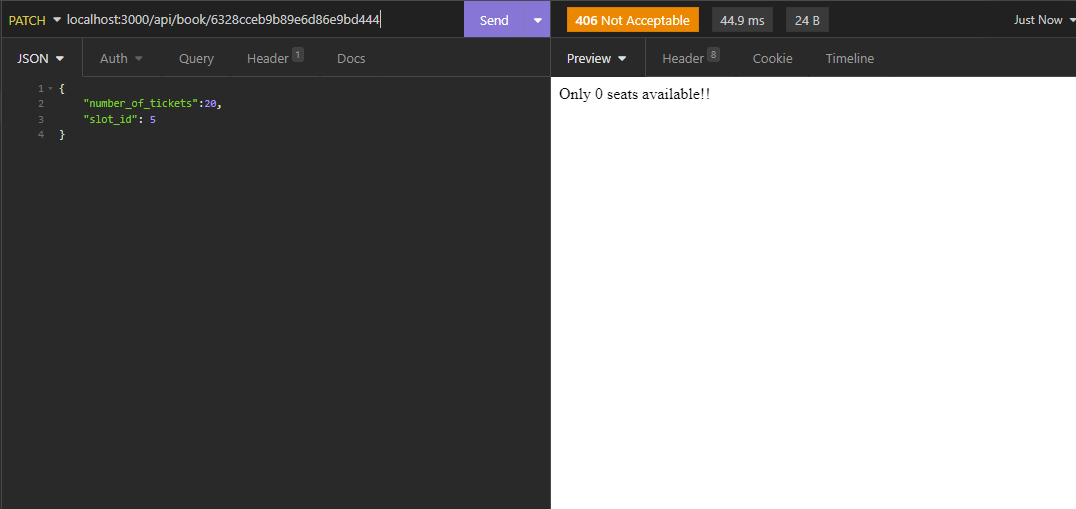 PATCH localhost:3000/api/book/6328cceb9b89e6d86e9bd444 Send 406 Not Acceptable 44.9 ms 24 B Just Now
JSON Auth Query Header 1 Docs Preview Header 8 Cookie Timeline
1 {
2 "number_of_tickets":20,
3 "slot_id": 5
4 }
Only 0 seats available!!